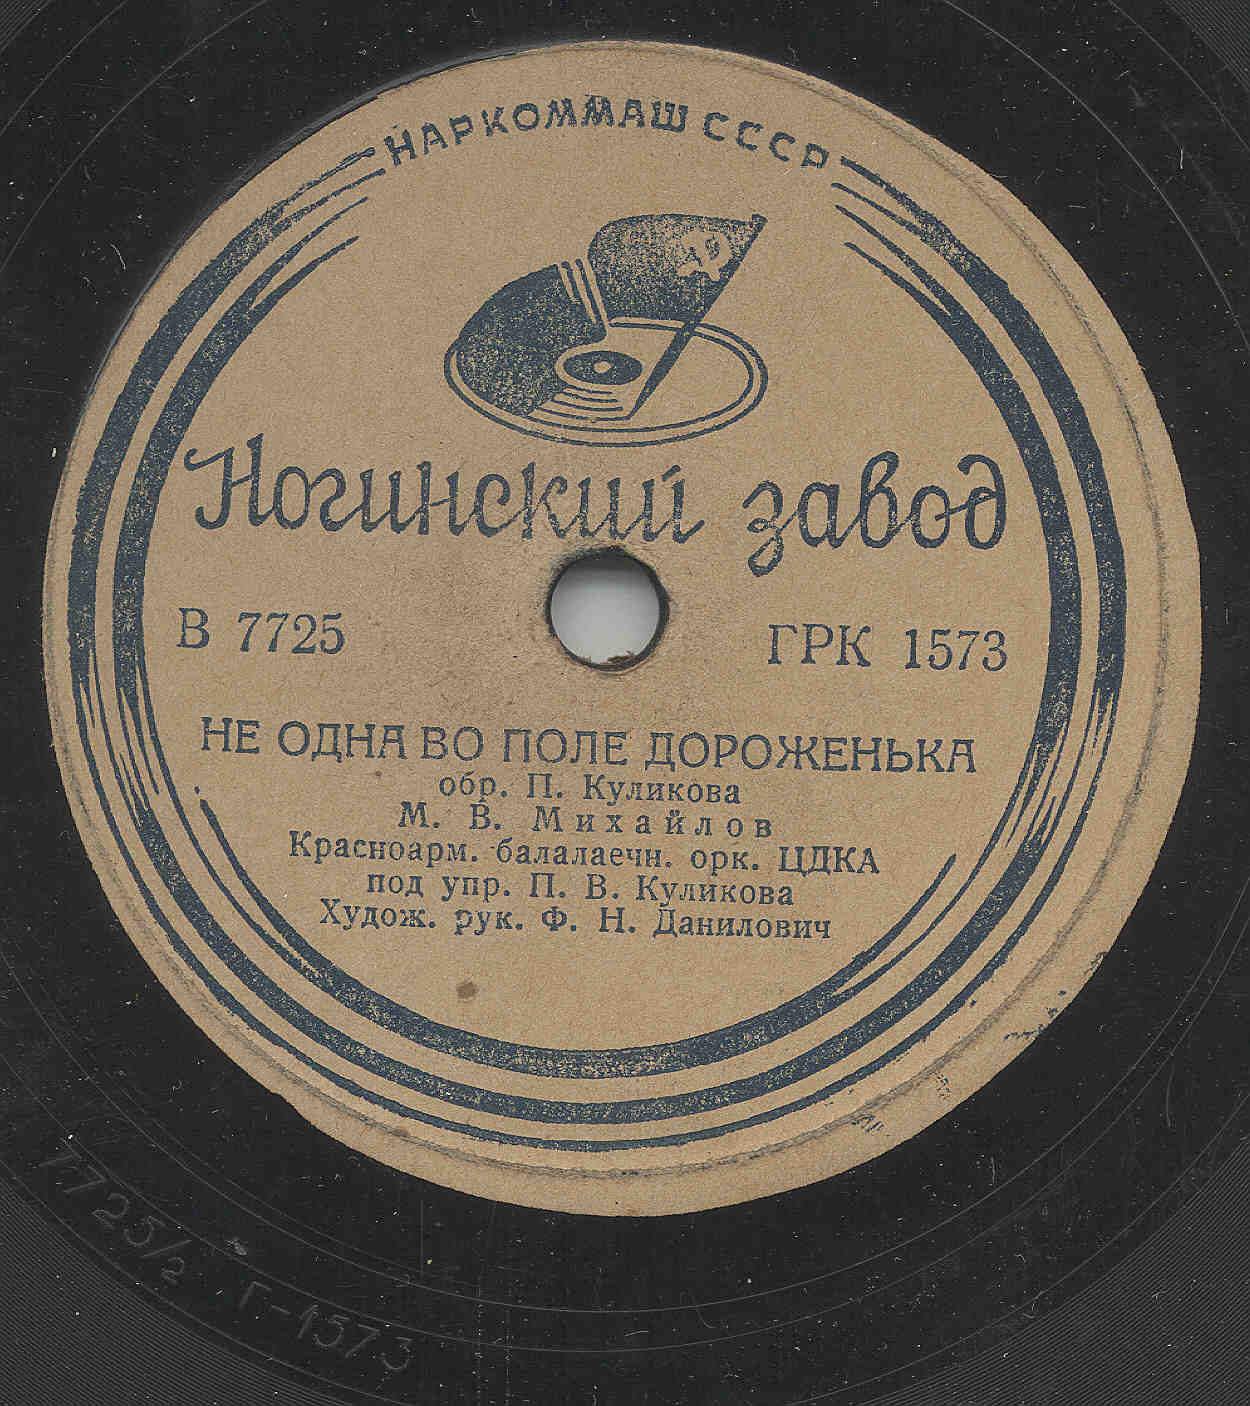 НАРКОММАШ СССР
Ногинский завод
В 7725 ГРК 1573
НЕ ОДНА ВО ПОЛЕ ДОРОЖЕНЬКА
обр. П. Куликова
М. В. Михайлов
Красноарм. балалаечн. орк. ЦДКА
под упр. П. В. Куликова
Худож. рук. Ф. Н. Данилович
7725/2 Г-1573